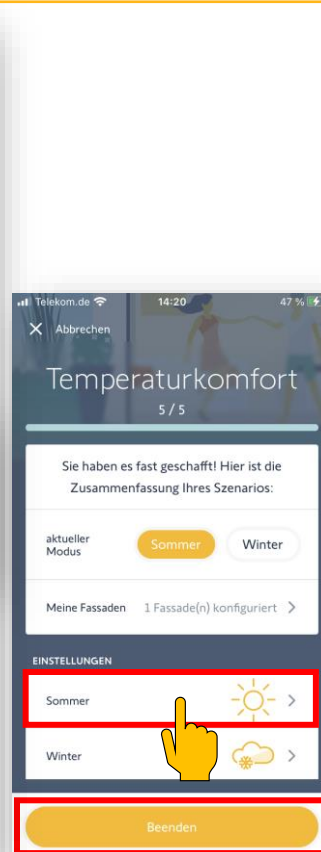 Telekom.de 14:20 47 %
Abbrechen
Temperaturkomfort
5 / 5
Sie haben es fast geschafft! Hier ist die
Zusammenfassung Ihres Szenarios:
aktueller
Modus
Sommer Winter
Meine Fassaden 1 Fassade(n) konfiguriert
EINSTELLUNGEN
Sommer
Winter
Beenden